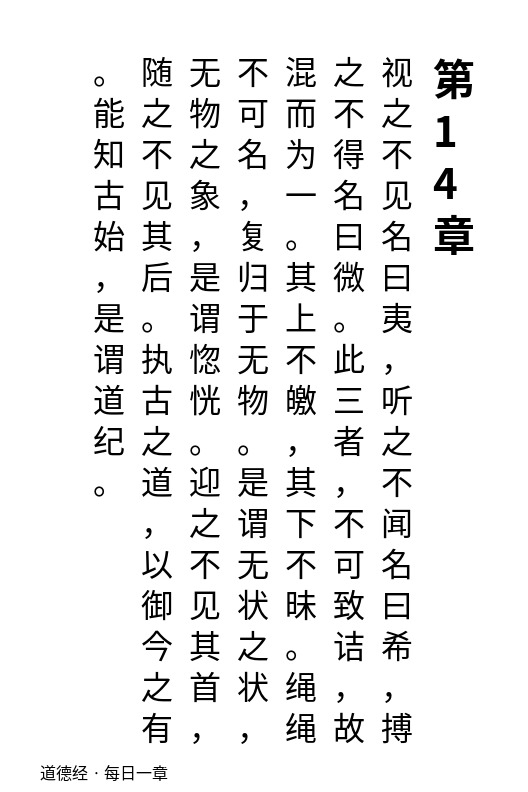 第14章
视之不见名曰夷，听之不闻名曰希，搏
之不得名曰微。此三者，不可致诘，故
混而为一。其上不皦，其下不昧。绳绳
不可名，复归于无物。是谓无状之状，
无物之象，是谓惚恍。迎之不见其首，
随之不见其后。执古之道，以御今之有
。能知古始，是谓道纪。
道德经 · 每日一章